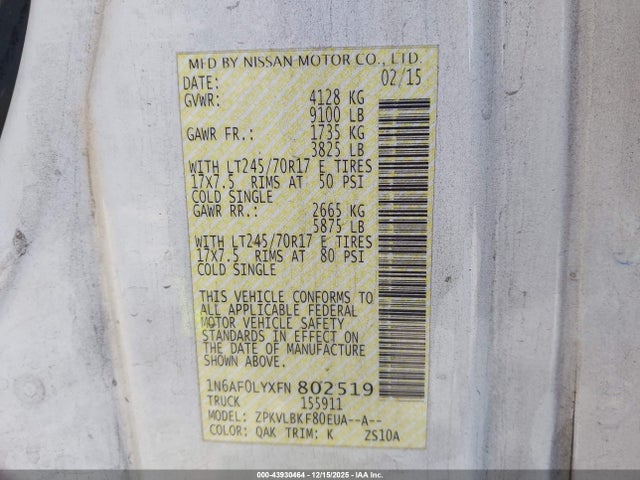 MFD BY NISSAN MOTOR CO., LTD.
DATE: 02/15
GVWR: 4128 KG
9100 LB
GAWR FR.: 1735 KG
3825 LB
WITH LT245/70R17 E TIRES
17X7.5 RIMS AT 50 PSI
COLD SINGLE
GAWR RR.: 2665 KG
5875 LB
WITH LT245/70R17 E TIRES
17X7.5 RIMS AT 80 PSI
COLD SINGLE
THIS VEHICLE CONFORMS TO
ALL APPLICABLE FEDERAL
MOTOR VEHICLE SAFETY
STANDARDS IN EFFECT ON
THE DATE OF MANUFACTURE
SHOWN ABOVE.
1N6AF0LYXFN 802519
TRUCK 155911
MODEL: ZPKVLBKF80EUA--A--
COLOR: QAK TRIM: K ZS10A
000-43930464 - 12/15/2025 - IAAI.COM